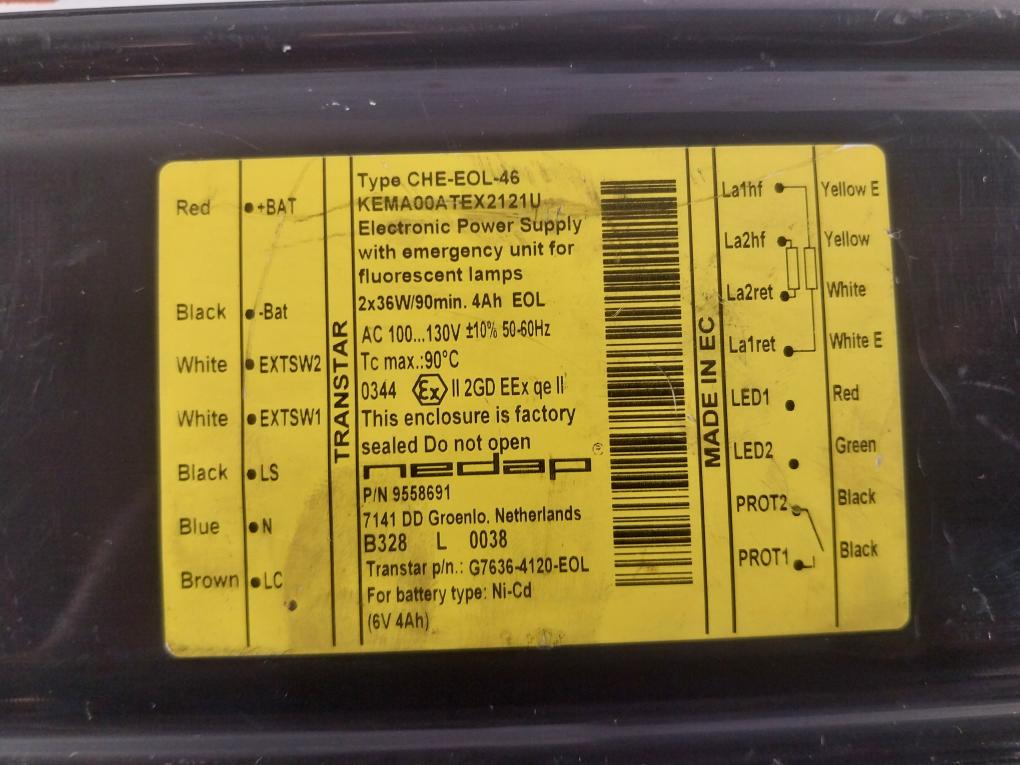 Red +BAT
Black -Bat
White EXTSW2
White EXTSW1
Black LS
Blue N
Brown LC
TRANSTAR
Type CHE-EOL-46
KEMA00ATEX2121U
Electronic Power Supply
with emergency unit for
fluorescent lamps
2x36W/90min. 4Ah EOL
AC 100...130V ±10% 50-60Hz
Tc max.:90°C
0344 Ex II 2GD EEx qe II
This enclosure is factory
sealed Do not open
nedap®
P/N 9558691
7141 DD Groenlo. Netherlands
B328 L 0038
Transtar p/n.: G7636-4120-EOL
For battery type: Ni-Cd
(6V 4Ah)
MADE IN EC
La1hf Yellow E
La2hf Yellow
La2ret White
La1ret White E
LED1 Red
LED2 Green
PROT2 Black
PROT1 Black